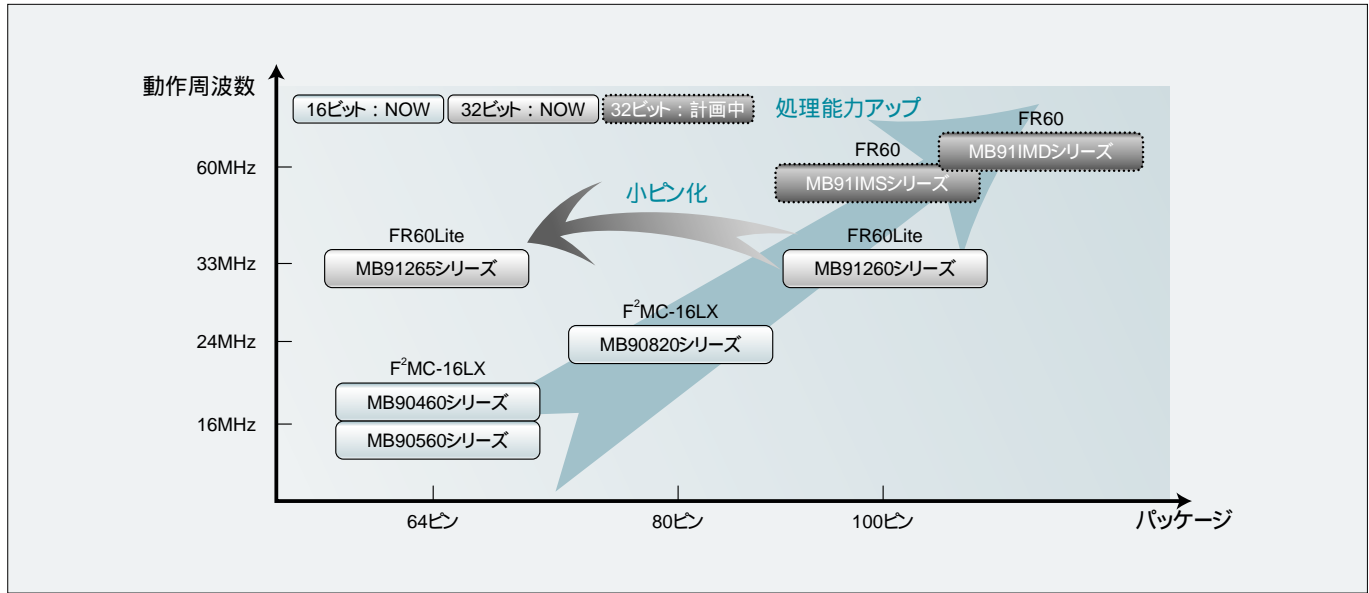 動作周波数
16ビット:NOW
32ビット:NOW
32ビット:計画中
処理能力アップ
FR60
MB91IMDシリーズ
FR60
MB91IMSシリーズ
60MHz
小ピン化
FR60Lite
MB91265シリーズ
FR60Lite
MB91260シリーズ
33MHz
F²MC-16LX
MB90820シリーズ
24MHz
F²MC-16LX
MB90460シリーズ
MB90560シリーズ
16MHz
64ピン
80ピン
100ピン
パッケージ